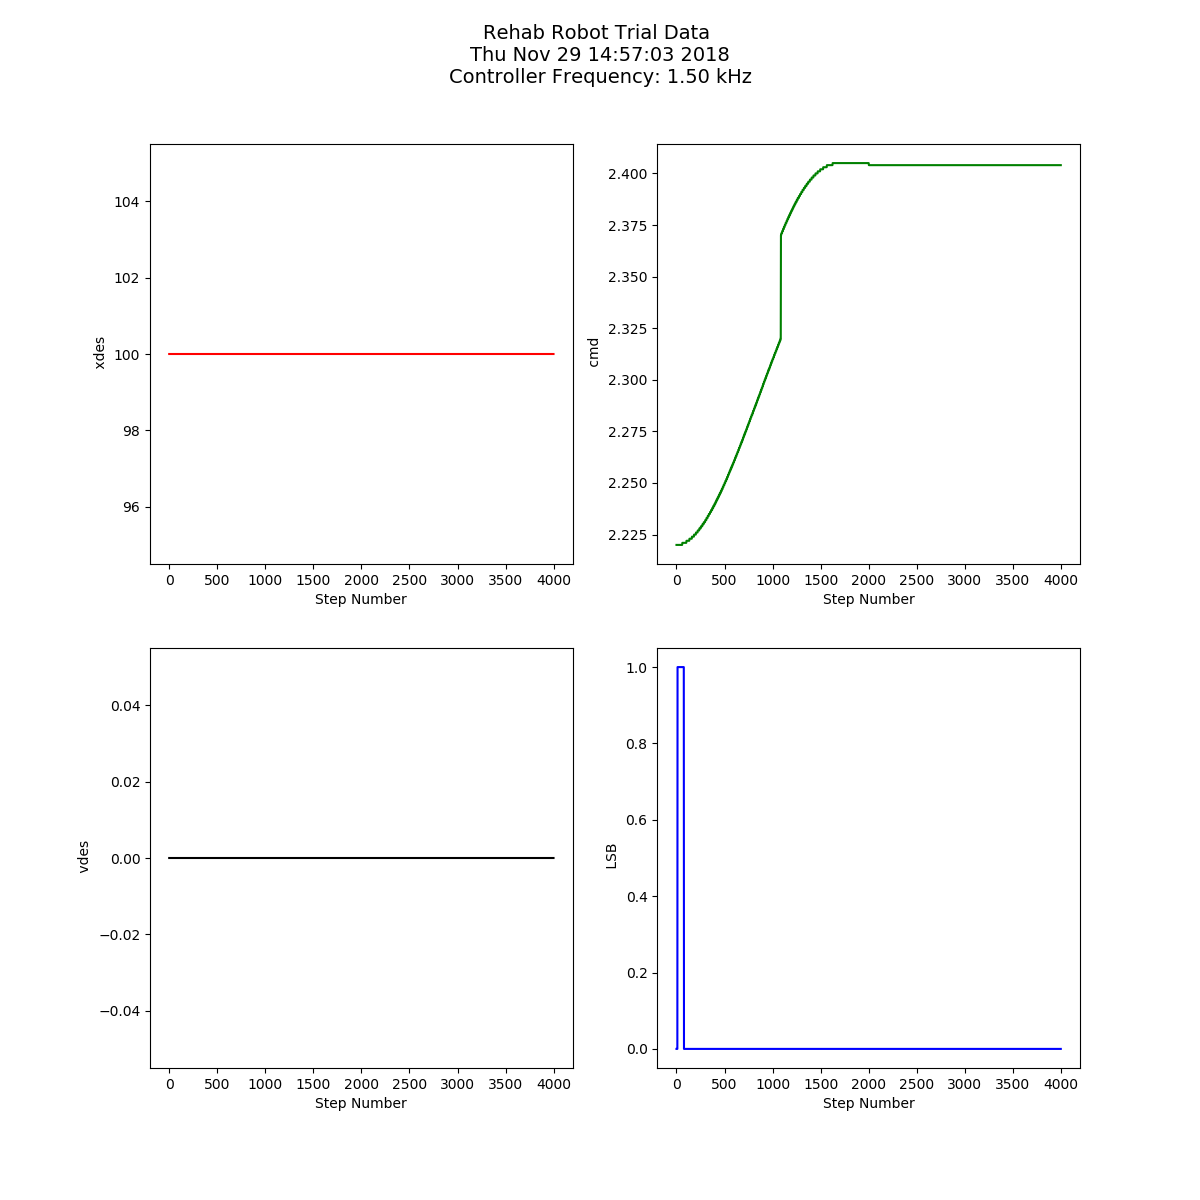 Rehab Robot Trial Data
Thu Nov 29 14:57:03 2018
Controller Frequency: 1.50 kHz
xdes
104
102
100
98
96
0 500 1000 1500 2000 2500 3000 3500 4000
Step Number
cmd
2.400
2.375
2.350
2.325
2.300
2.275
2.250
2.225
0 500 1000 1500 2000 2500 3000 3500 4000
Step Number
vdes
0.04
0.02
0.00
−0.02
−0.04
0 500 1000 1500 2000 2500 3000 3500 4000
Step Number
LSB
1.0
0.8
0.6
0.4
0.2
0.0
0 500 1000 1500 2000 2500 3000 3500 4000
Step Number